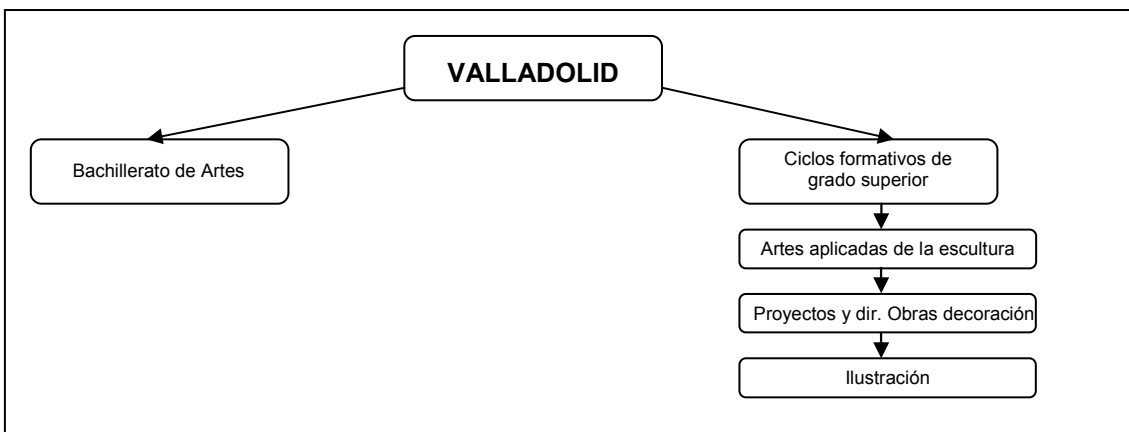 VALLADOLID
Bachillerato de Artes
Ciclos formativos de
grado superior
Artes aplicadas de la escultura
Proyectos y dir. Obras decoración
Ilustración